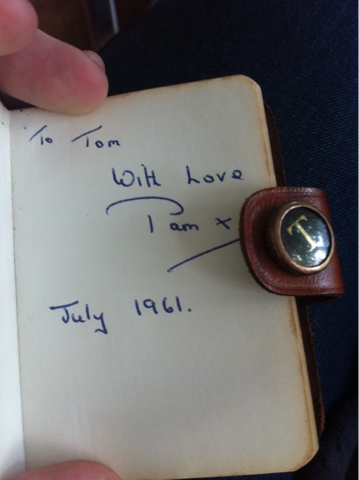 To Tom
With Love
Pam x
July 1961.
T